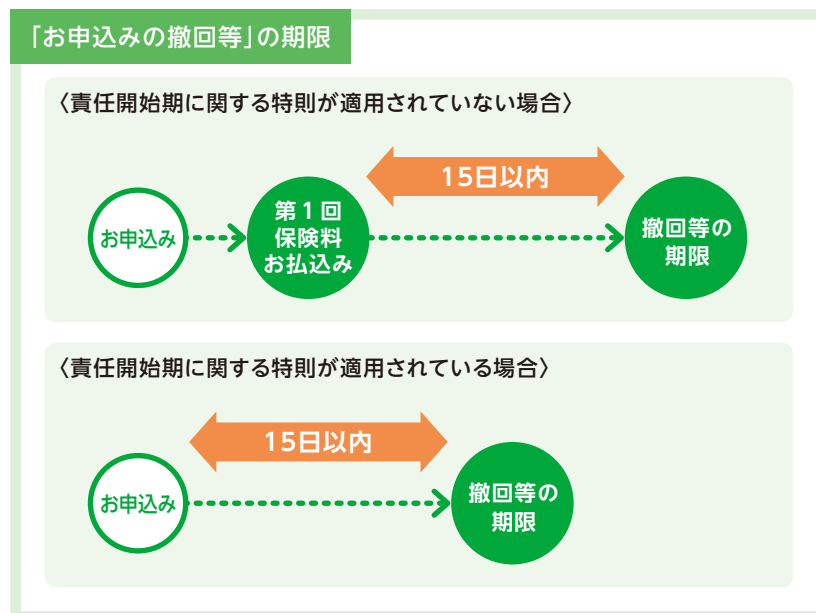 「お申込みの撤回等」の期限
〈責任開始期に関する特則が適用されていない場合〉
15日以内
お申込み
第1回
保険料
お払込み
撤回等の
期限
〈責任開始期に関する特則が適用されている場合〉
15日以内
お申込み
撤回等の
期限